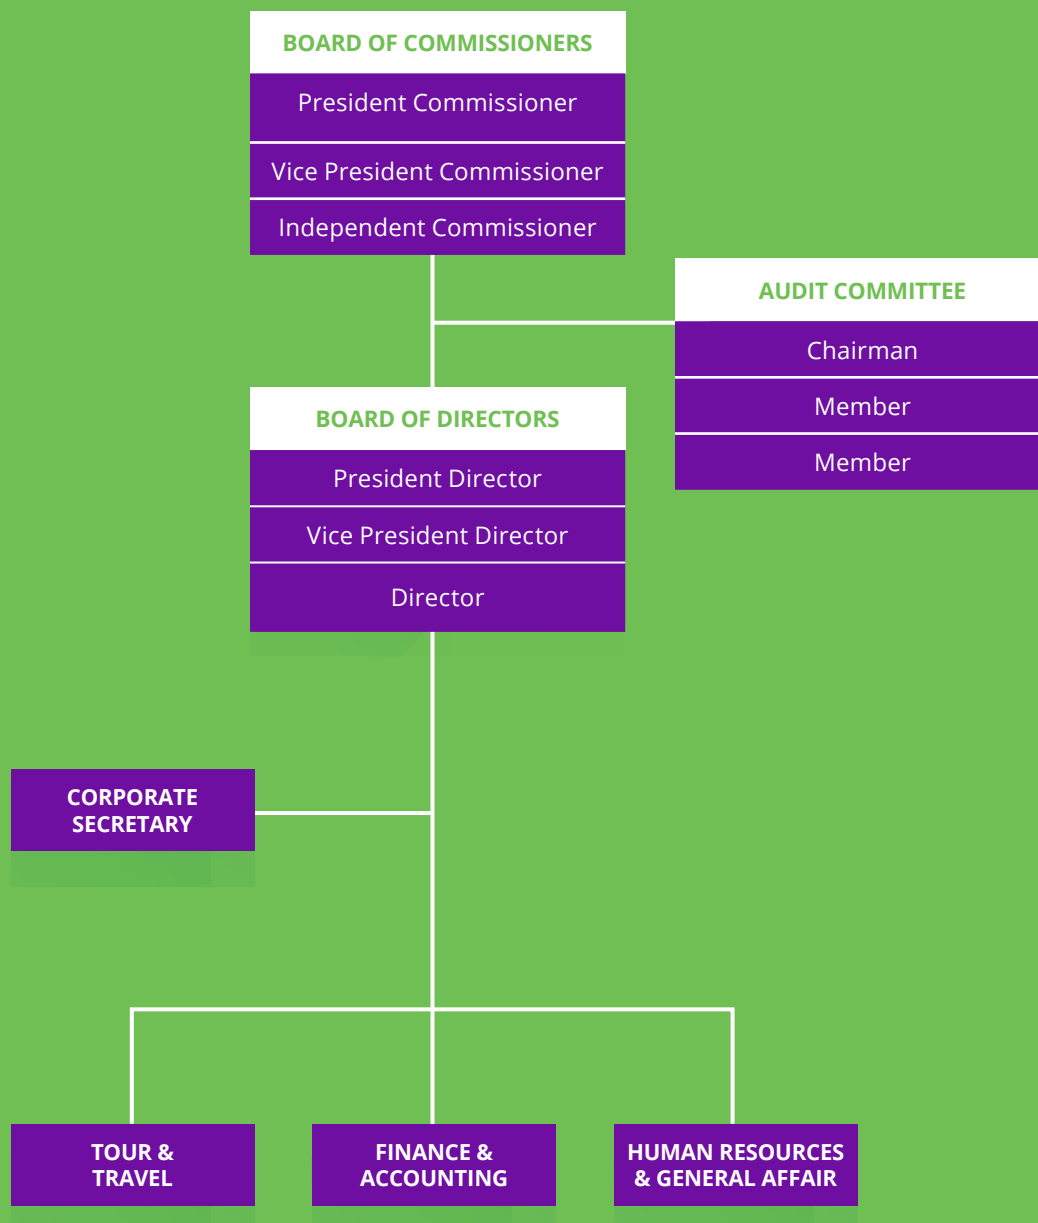 BOARD OF COMMISSIONERS
President Commissioner
Vice President Commissioner
Independent Commissioner
AUDIT COMMITTEE
Chairman
Member
Member
BOARD OF DIRECTORS
President Director
Vice President Director
Director
CORPORATE
SECRETARY
TOUR &
TRAVEL
FINANCE &
ACCOUNTING
HUMAN RESOURCES
& GENERAL AFFAIR